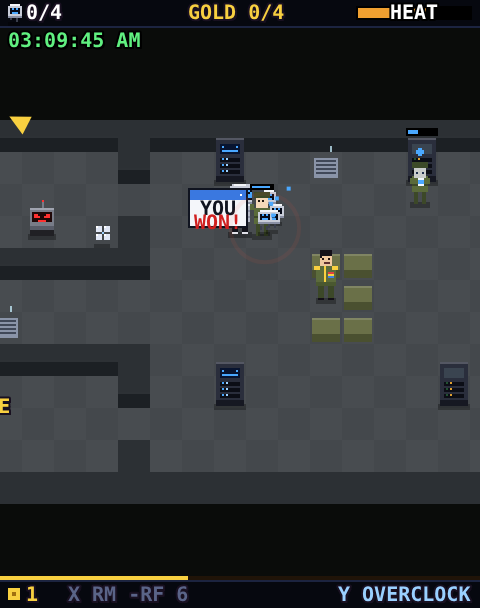 0/4 GOLD 0/4 HEAT
03:09:45 AM
YOU
WON!
E
1 X RM -RF 6 Y OVERCLOCK